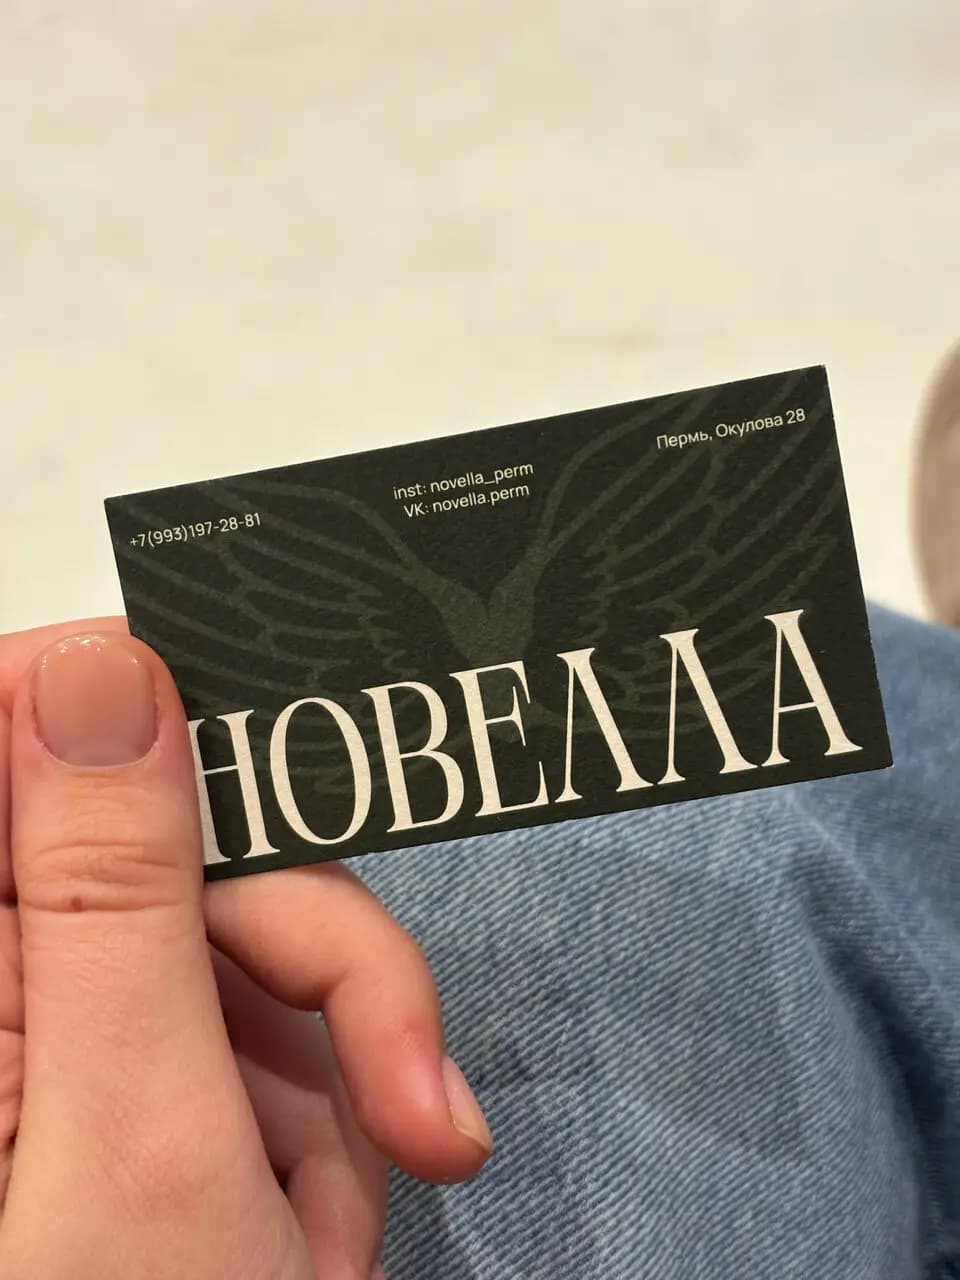 +7(993)197-28-81
inst: novella_perm
VK: novella.perm
Пермь, Окулова 28
НОВЕЛЛА